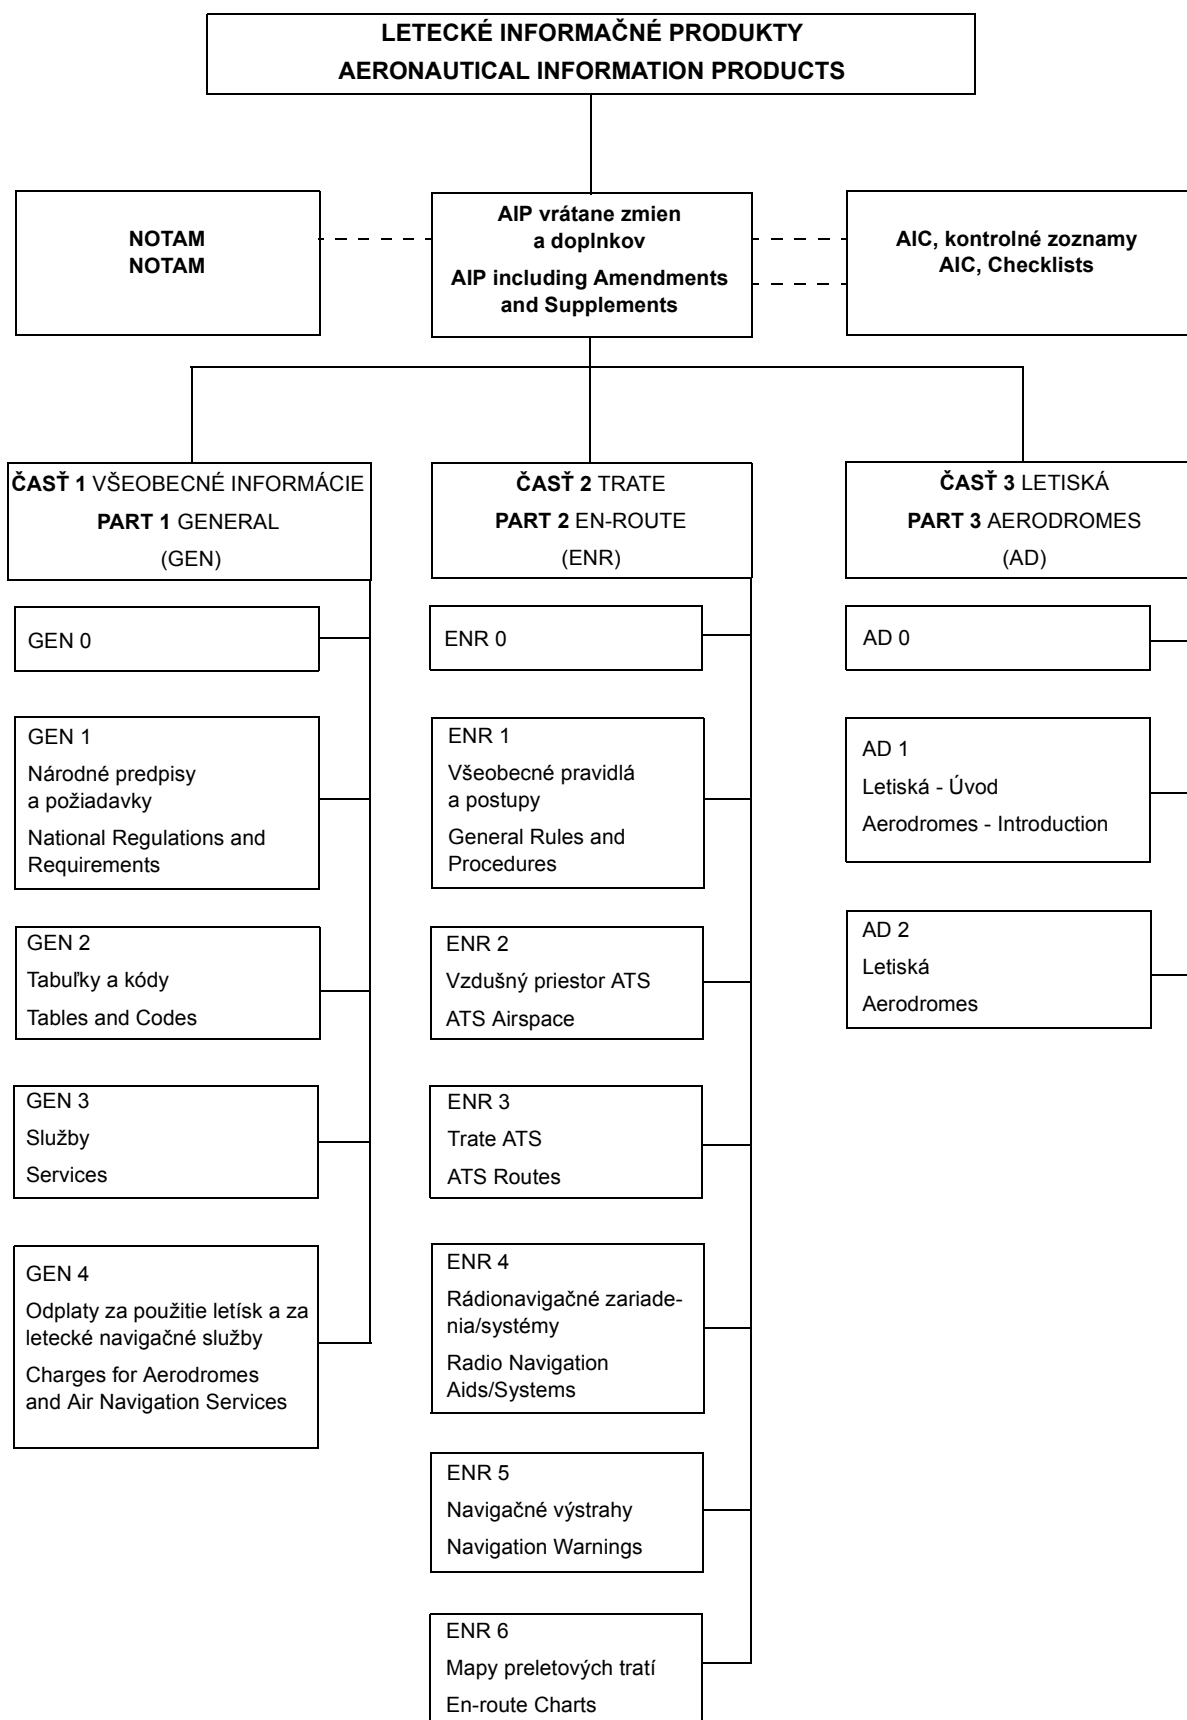 LETECKÉ INFORMAČNÉ PRODUKTY
AERONAUTICAL INFORMATION PRODUCTS
NOTAM
NOTAM
AIP vrátane zmien
a doplnkov
AIP including Amendments
and Supplements
AIC, kontrolné zoznamy
AIC, Checklists
ČASŤ 1 VŠEOBECNÉ INFORMÁCIE
PART 1 GENERAL
(GEN)
GEN 0
GEN 1
Národné predpisy
a požiadavky
National Regulations and
Requirements
GEN 2
Tabuľky a kódy
Tables and Codes
GEN 3
Služby
Services
GEN 4
Odplaty za použitie letísk a za
letecké navigačné služby
Charges for Aerodromes
and Air Navigation Services
ČASŤ 2 TRATE
PART 2 EN-ROUTE
(ENR)
ENR 0
ENR 1
Všeobecné pravidlá
a postupy
General Rules and
Procedures
ENR 2
Vzdušný priestor ATS
ATS Airspace
ENR 3
Trate ATS
ATS Routes
ENR 4
Rádionavigačné zariade-
nia/systémy
Radio Navigation
Aids/Systems
ENR 5
Navigačné výstrahy
Navigation Warnings
ENR 6
Mapy preletových tratí
En-route Charts
ČASŤ 3 LETISKÁ
PART 3 AERODROMES
(AD)
AD 0
AD 1
Letiská - Úvod
Aerodromes - Introduction
AD 2
Letiská
Aerodromes